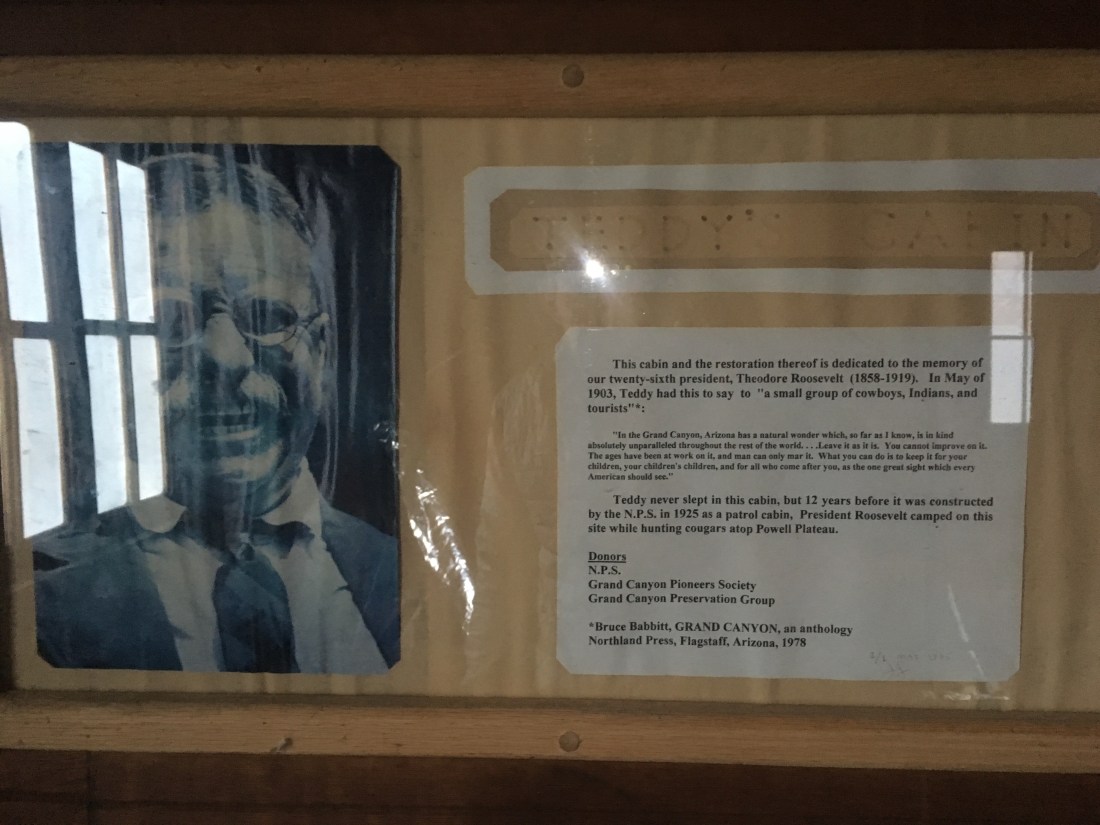 TEDDY'S CABIN
This cabin and the restoration thereof is dedicated to the memory of
our twenty-sixth president, Theodore Roosevelt (1858-1919). In May of
1903, Teddy had this to say to "a small group of cowboys, Indians, and
tourists"*:
"In the Grand Canyon, Arizona has a natural wonder which, so far as I know, is in kind
absolutely unparalleled throughout the rest of the world. . . .Leave it as it is. You cannot improve on it.
The ages have been at work on it, and man can only mar it. What you can do is to keep it for your
children, your children's children, and for all who come after you, as the one great sight which every
American should see."
Teddy never slept in this cabin, but 12 years before it was constructed
by the N.P.S. in 1925 as a patrol cabin, President Roosevelt camped on this
site while hunting cougars atop Powell Plateau.
Donors
N.P.S.
Grand Canyon Pioneers Society
Grand Canyon Preservation Group
*Bruce Babbitt, GRAND CANYON, an anthology
Northland Press, Flagstaff, Arizona, 1978